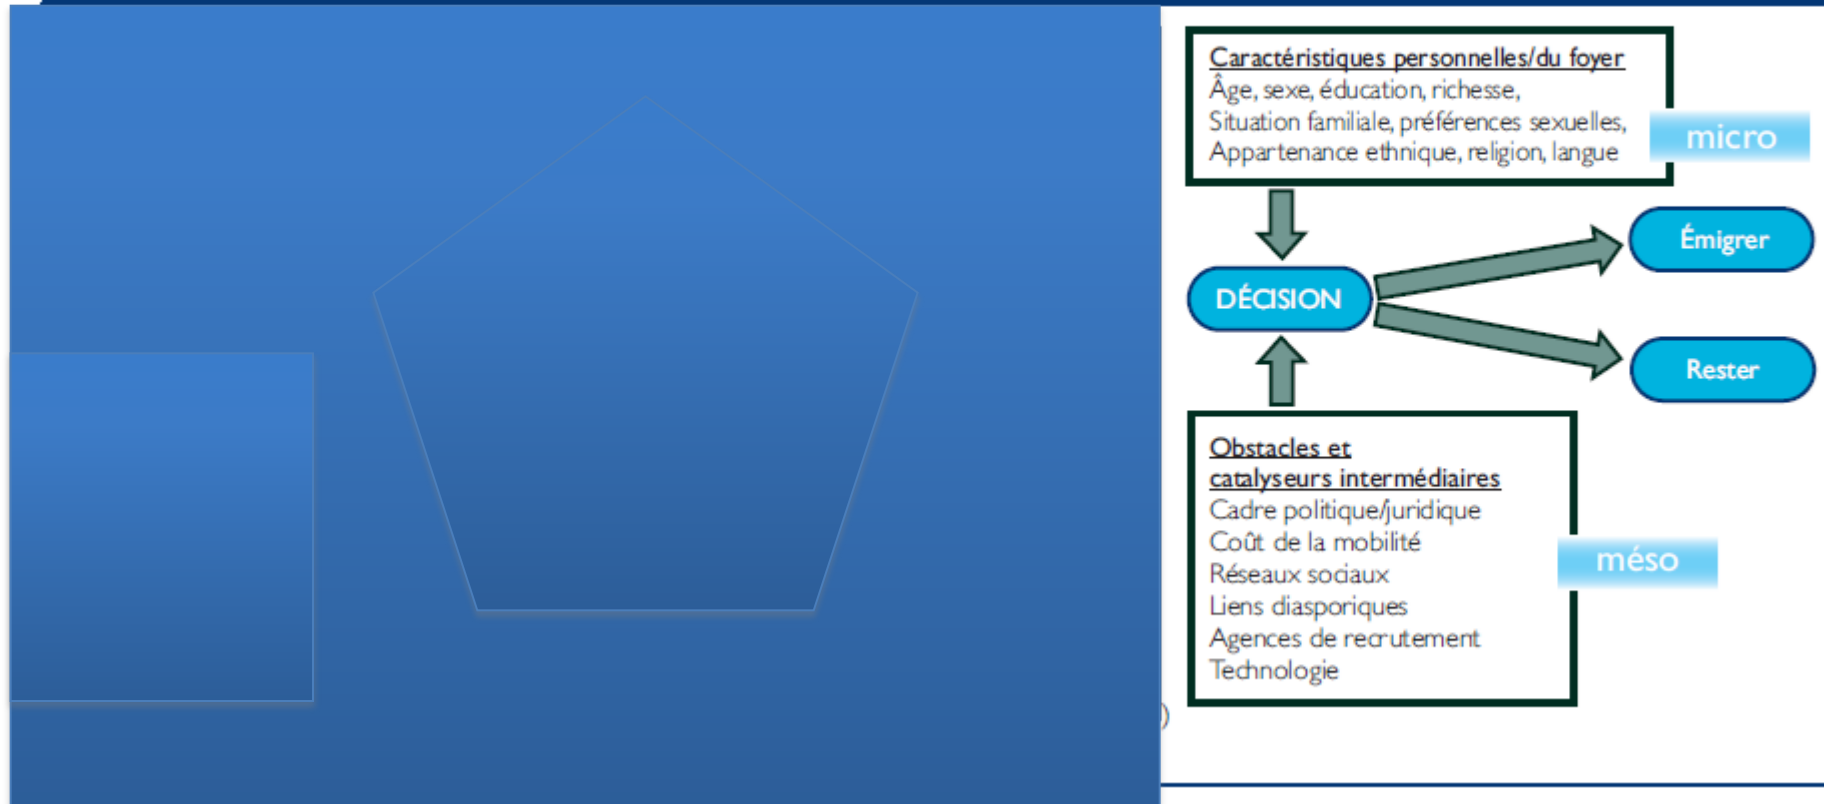 Caractéristiques personnelles/du foyer
Âge, sexe, éducation, richesse,
Situation familiale, préférences sexuelles,
Appartenance ethnique, religion, langue
micro
Émigrer
DÉCISION
Rester
Obstacles et
catalyseurs intermédiaires
Cadre politique/juridique
Coût de la mobilité
Réseaux sociaux
Liens diasporiques
Agences de recrutement
Technologie
méso
)